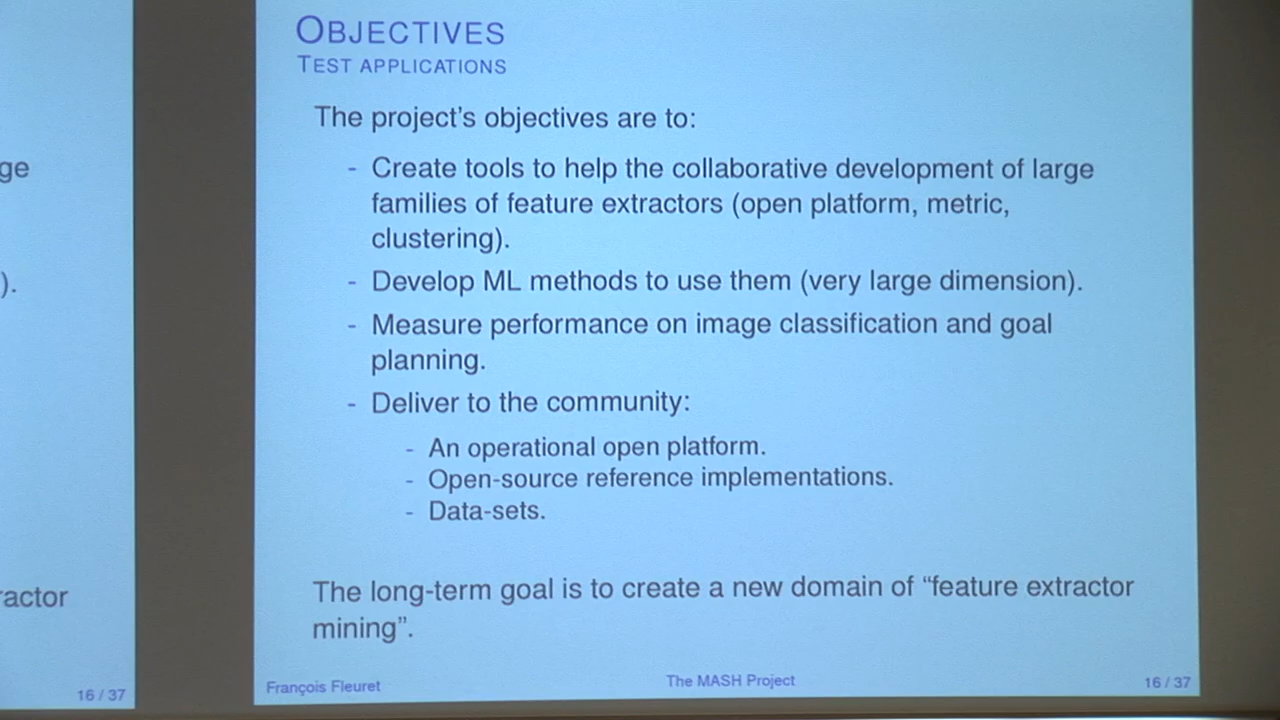 OBJECTIVES
TEST APPLICATIONS
The project's objectives are to:
- Create tools to help the collaborative development of large
families of feature extractors (open platform, metric,
clustering).
- Develop ML methods to use them (very large dimension).
- Measure performance on image classification and goal
planning.
- Deliver to the community:
- An operational open platform.
- Open-source reference implementations.
- Data-sets.
The long-term goal is to create a new domain of “feature extractor
mining”.
François Fleuret
The MASH Project
16 / 37
ge
).
ractor
16 / 37